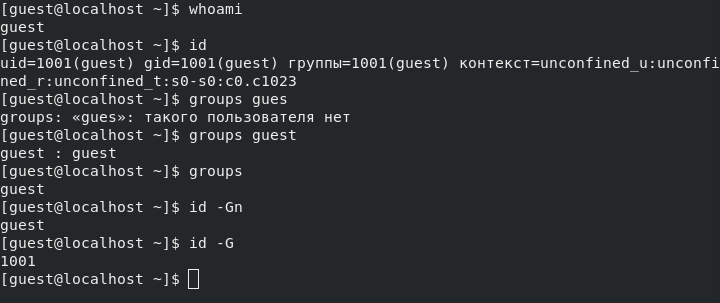 [guest@localhost ~]$ whoami
guest
[guest@localhost ~]$ id
uid=1001(guest) gid=1001(guest) группы=1001(guest) контекст=unconfined_u:unconfi
ned_r:unconfined_t:s0-s0:c0.c1023
[guest@localhost ~]$ groups gues
groups: «gues»: такого пользователя нет
[guest@localhost ~]$ groups guest
guest : guest
[guest@localhost ~]$ groups
guest
[guest@localhost ~]$ id -Gn
guest
[guest@localhost ~]$ id -G
1001
[guest@localhost ~]$